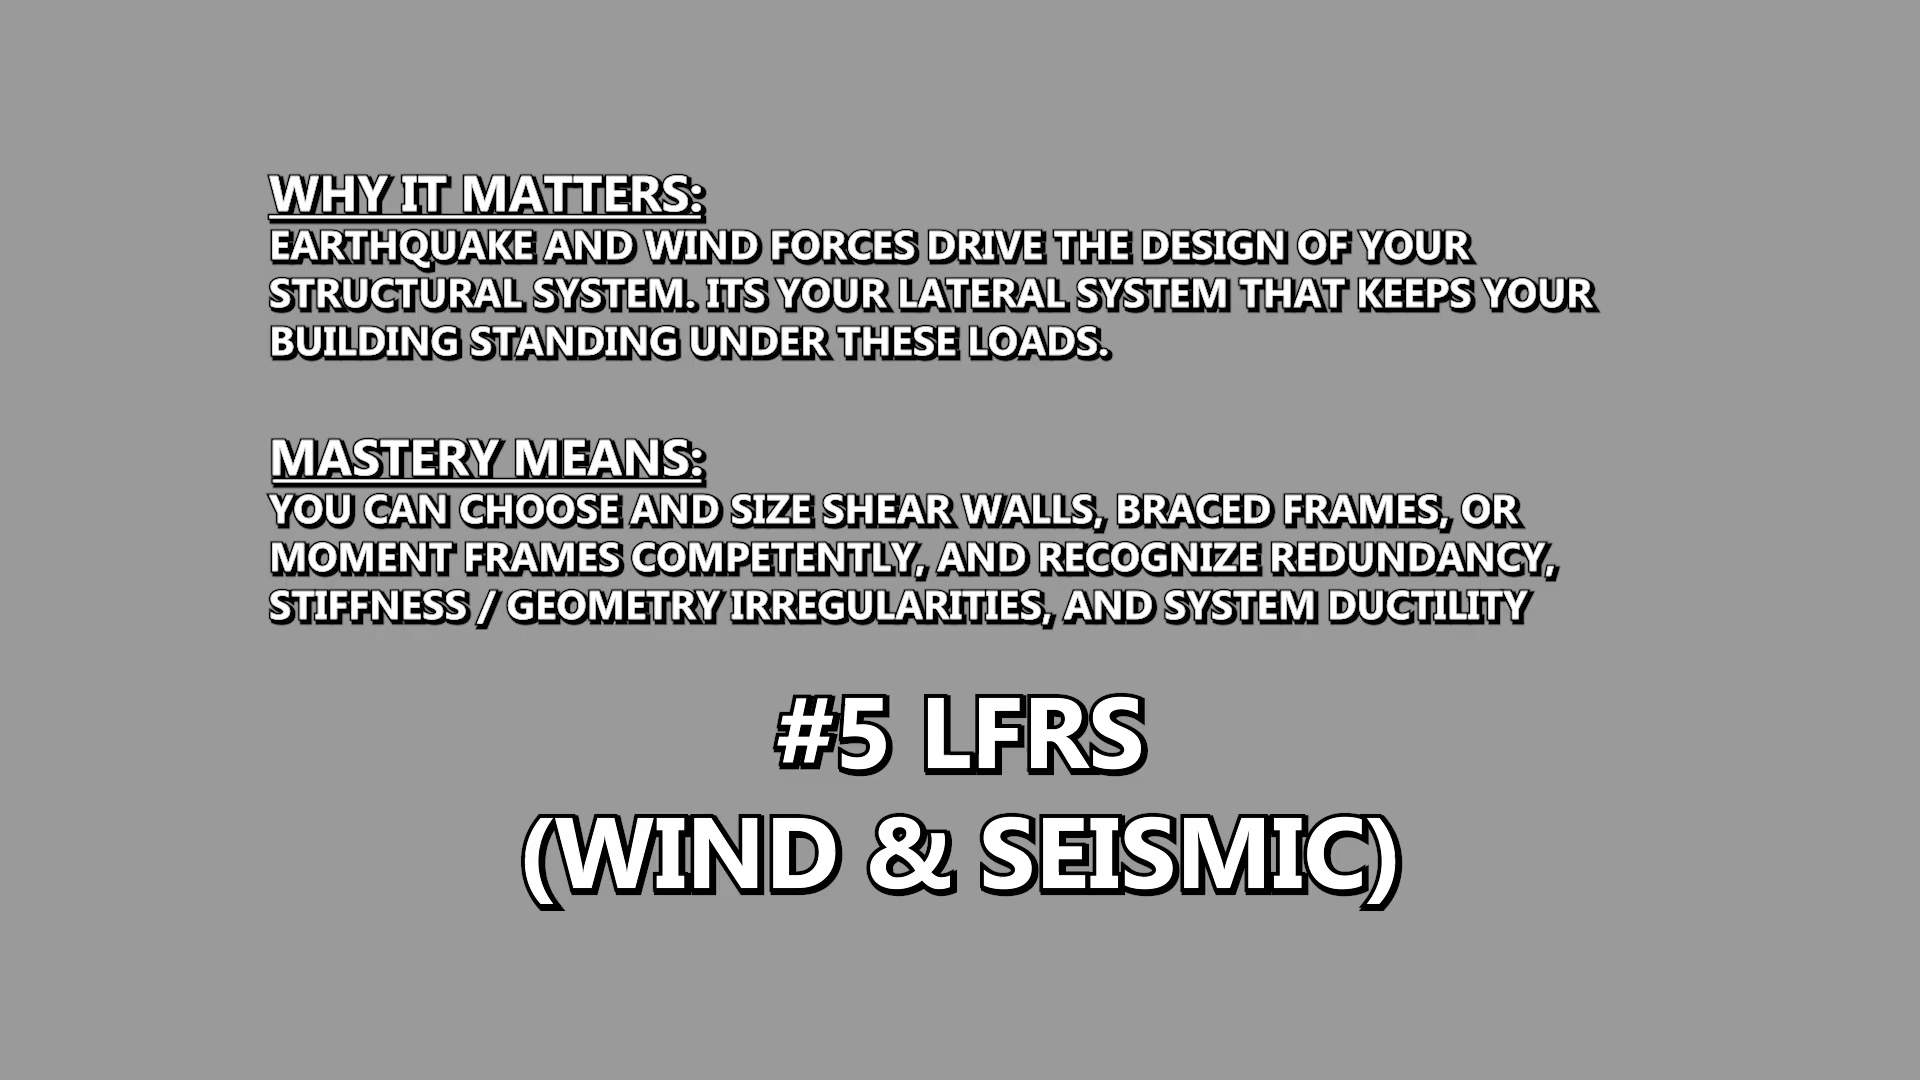 WHY IT MATTERS:
EARTHQUAKE AND WIND FORCES DRIVE THE DESIGN OF YOUR
STRUCTURAL SYSTEM. ITS YOUR LATERAL SYSTEM THAT KEEPS YOUR
BUILDING STANDING UNDER THESE LOADS.
MASTERY MEANS:
YOU CAN CHOOSE AND SIZE SHEAR WALLS, BRACED FRAMES, OR
MOMENT FRAMES COMPETENTLY, AND RECOGNIZE REDUNDANCY,
STIFFNESS / GEOMETRY IRREGULARITIES, AND SYSTEM DUCTILITY
#5 LFRS
(WIND & SEISMIC)